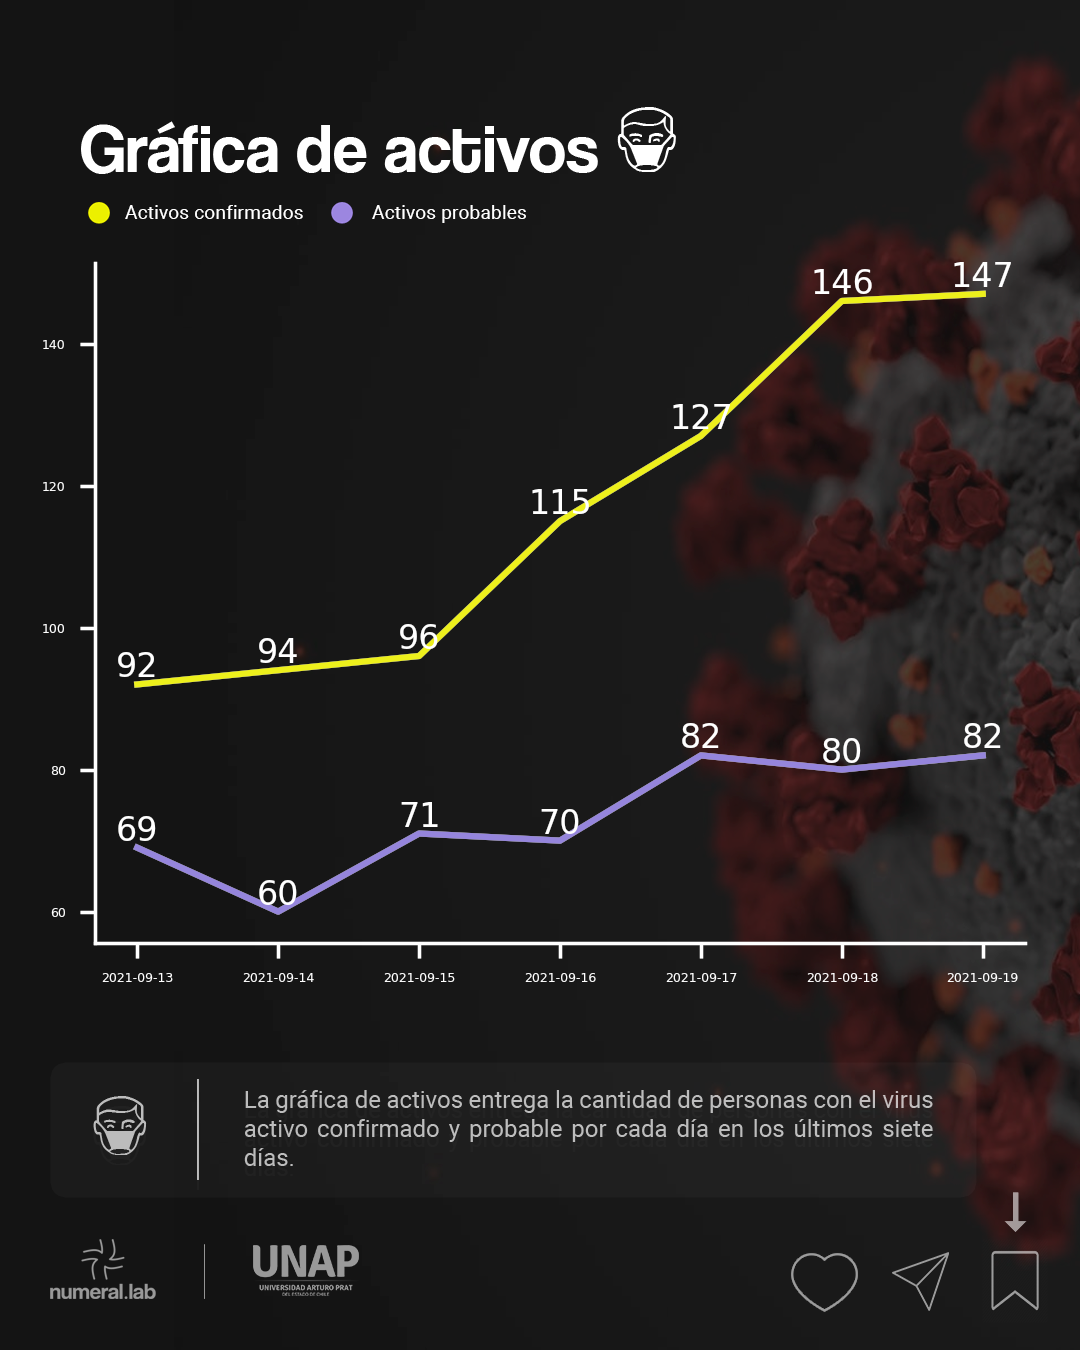 Gráfica de activos
Activos confirmados Activos probables
147
146
140
127
120
115
100
96
94
92
82 80 82
80
71
70
69
60
60
2021-09-13 2021-09-14 2021-09-15 2021-09-16 2021-09-17 2021-09-18 2021-09-19
La gráfica de activos entrega la cantidad de personas con el virus
activo confirmado y probable por cada día en los últimos siete
días.
numeral.lab
UNAP
UNIVERSIDAD ARTURO PRAT
DEL ESTADO DE CHILE